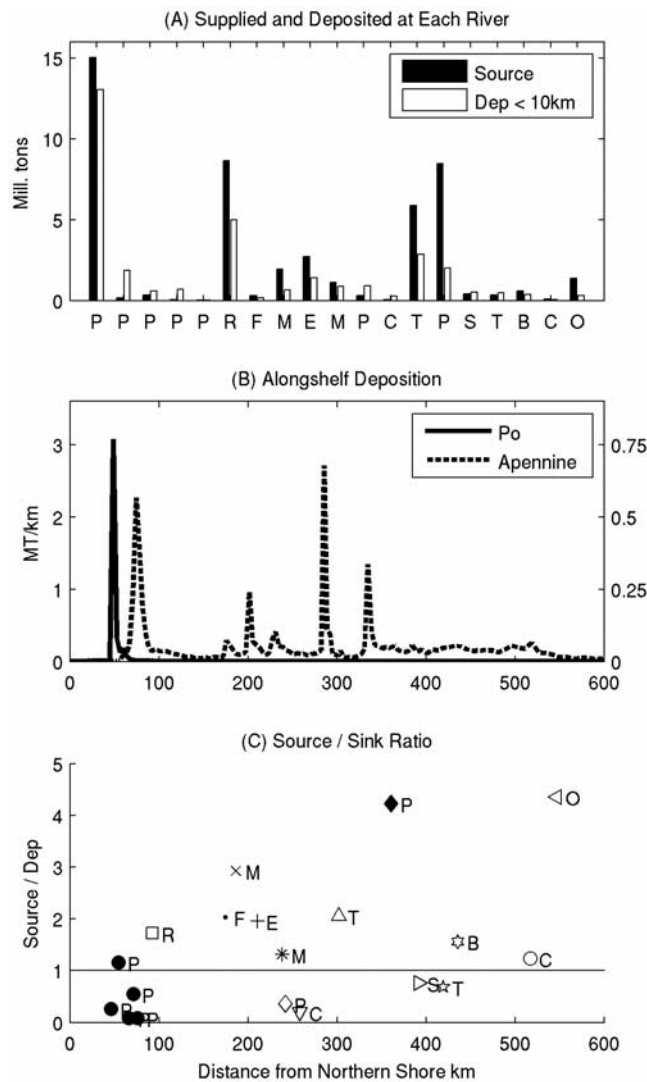 (A) Supplied and Deposited at Each River
15
10
5
0
Mill. tons
Source
Dep < 10km
P P P P P R F M E M P C T P S T B C O
(B) Alongshelf Deposition
3
2
1
0
MT/km
Po
Apennine
0.75
0.5
0.25
0
0 100 200 300 400 500 600
(C) Source / Sink Ratio
5
4
3
2
1
0
Source / Dep
P
O
M
F
E
T
R
B
M
C
P
S
T
P
P
P
C
P
P
0 100 200 300 400 500 600
Distance from Northern Shore km